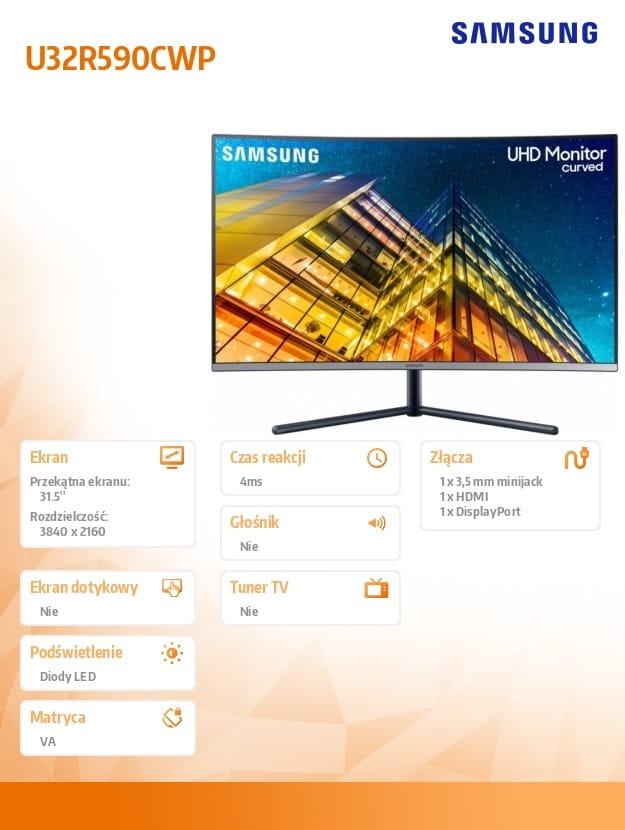 U32R590CWP
SAMSUNG
SAMSUNG
UHD Monitor
curved
Ekran
Przekątna ekranu:
31.5"
Rozdzielczość:
3840 x 2160
Czas reakcji
4ms
Złącza
1 x 3,5 mm minijack
1 x HDMI
1 x DisplayPort
Głośnik
Nie
Ekran dotykowy
Nie
Tuner TV
Nie
Podświetlenie
Diody LED
Matryca
VA